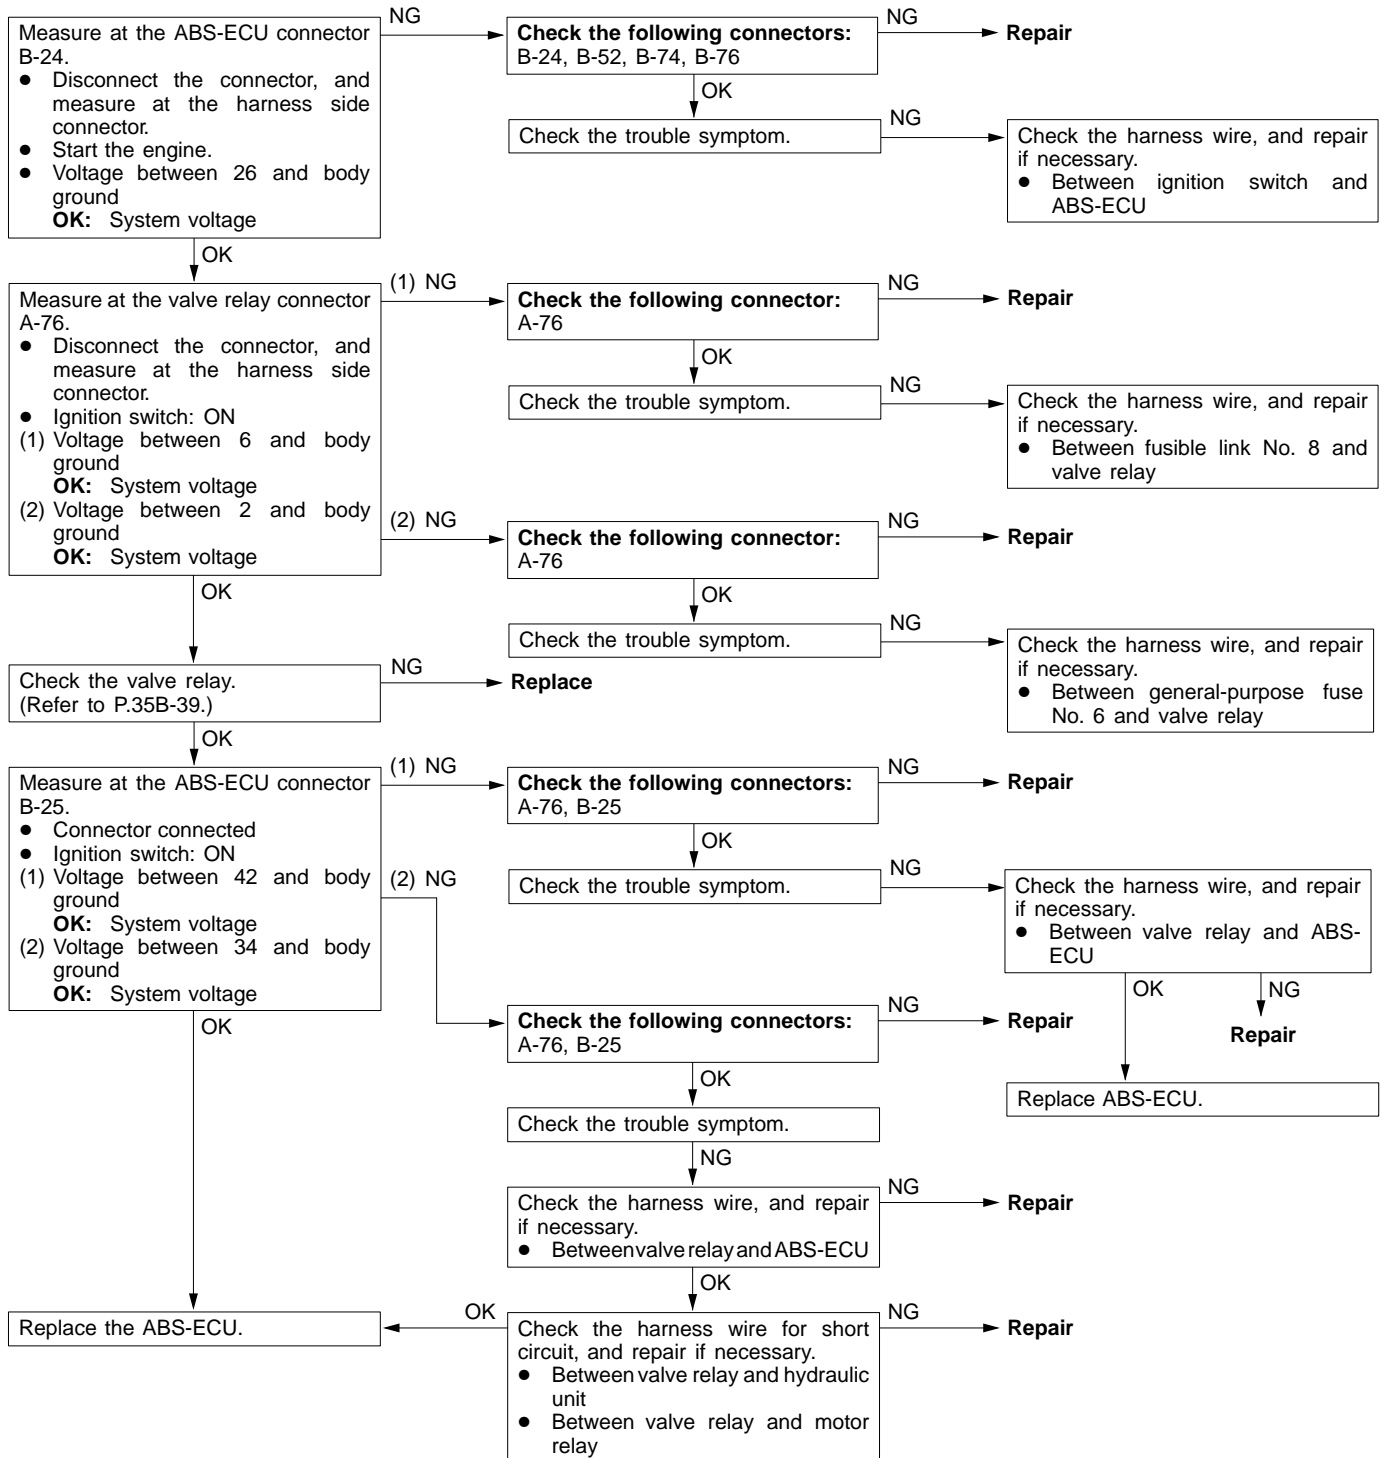 Measure at the ABS-ECU connector
B-24.
● Disconnect the connector, and
measure at the harness side
connector.
● Start the engine.
● Voltage between 26 and body
ground
OK: System voltage
NG
Check the following connectors:
B-24, B-52, B-74, B-76
NG
Repair
OK
Check the trouble symptom.
NG
Check the harness wire, and repair
if necessary.
● Between ignition switch and
ABS-ECU
OK
Measure at the valve relay connector
A-76.
● Disconnect the connector, and
measure at the harness side
connector.
● Ignition switch: ON
(1) Voltage between 6 and body
ground
OK: System voltage
(2) Voltage between 2 and body
ground
OK: System voltage
(1) NG
Check the following connector:
A-76
NG
Repair
OK
Check the trouble symptom.
NG
Check the harness wire, and repair
if necessary.
● Between fusible link No. 8 and
valve relay
(2) NG
Check the following connector:
A-76
NG
Repair
OK
Check the trouble symptom.
NG
Check the harness wire, and repair
if necessary.
● Between general-purpose fuse
No. 6 and valve relay
OK
Check the valve relay.
(Refer to P.35B-39.)
NG
Replace
OK
Measure at the ABS-ECU connector
B-25.
● Connector connected
● Ignition switch: ON
(1) Voltage between 42 and body
ground
OK: System voltage
(2) Voltage between 34 and body
ground
OK: System voltage
(1) NG
Check the following connectors:
A-76, B-25
NG
Repair
OK
Check the trouble symptom.
NG
Check the harness wire, and repair
if necessary.
● Between valve relay and ABS-
ECU
OK
NG
Repair
Replace ABS-ECU.
(2) NG
Check the following connectors:
A-76, B-25
NG
Repair
OK
Check the trouble symptom.
NG
Check the harness wire, and repair
if necessary.
● Between valve relay and ABS-ECU
NG
Repair
OK
Check the harness wire for short
circuit, and repair if necessary.
● Between valve relay and hydraulic
unit
● Between valve relay and motor
relay
NG
Repair
OK
OK
Replace the ABS-ECU.